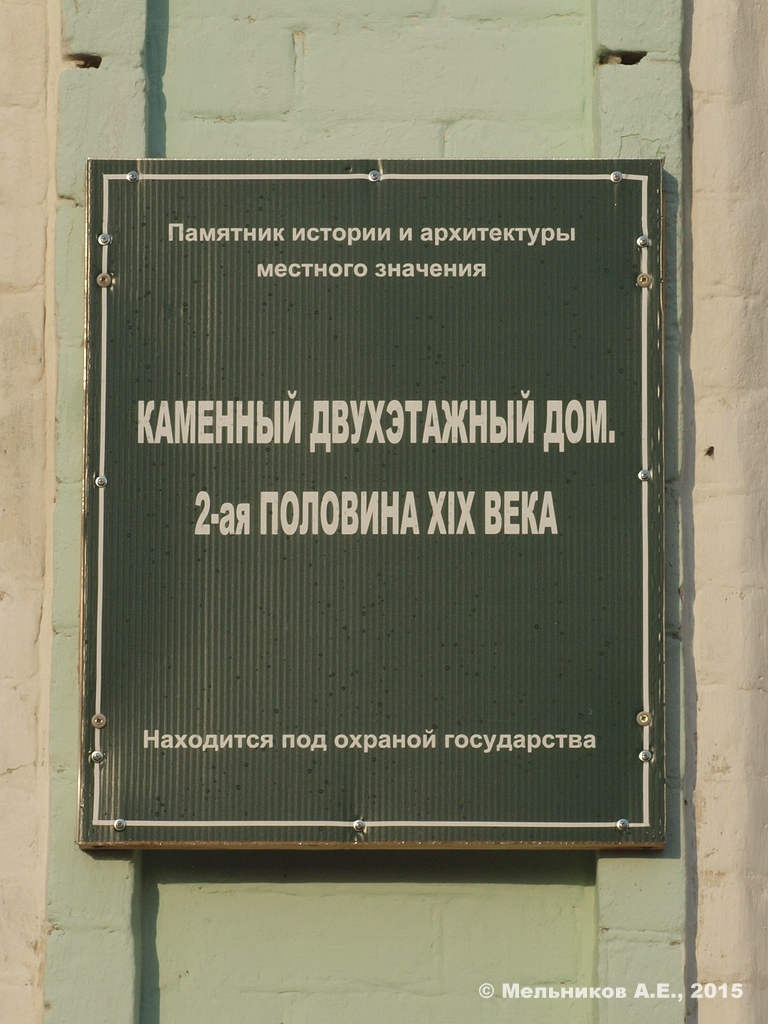 Памятник истории и архитектуры
местного значения
КАМЕННЫЙ ДВУХЭТАЖНЫЙ ДОМ.
2-ая ПОЛОВИНА XIX ВЕКА
Находится под охраной государства
© Мельников А.Е., 2015